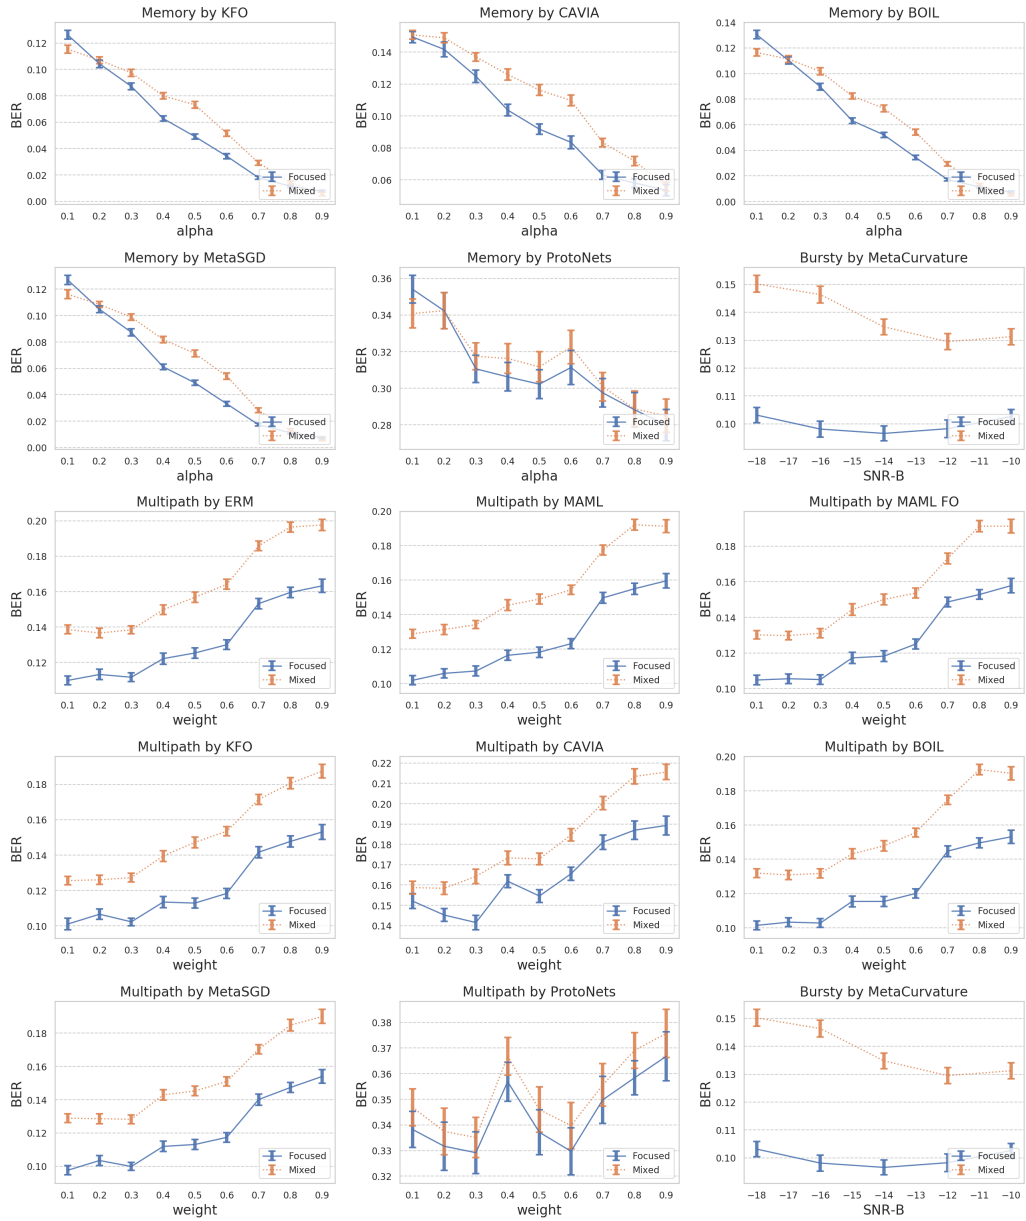 Memory by KFO
BER
0.12
0.10
0.08
0.06
0.04
0.02
0.00
Focused
Mixed
0.1 0.2 0.3 0.4 0.5 0.6 0.7 0.8 0.9
alpha
Memory by CAVIA
BER
0.14
0.12
0.10
0.08
0.06
Focused
Mixed
0.1 0.2 0.3 0.4 0.5 0.6 0.7 0.8 0.9
alpha
Memory by BOIL
BER
0.14
0.12
0.10
0.08
0.06
0.04
0.02
0.00
Focused
Mixed
0.1 0.2 0.3 0.4 0.5 0.6 0.7 0.8 0.9
alpha
Memory by MetaSGD
BER
0.12
0.10
0.08
0.06
0.04
0.02
0.00
Focused
Mixed
0.1 0.2 0.3 0.4 0.5 0.6 0.7 0.8 0.9
alpha
Memory by ProtoNets
BER
0.36
0.34
0.32
0.30
0.28
Focused
Mixed
0.1 0.2 0.3 0.4 0.5 0.6 0.7 0.8 0.9
alpha
Bursty by MetaCurvature
BER
0.15
0.14
0.13
0.12
0.11
0.10
Focused
Mixed
−18 −17 −16 −15 −14 −13 −12 −11 −10
SNR-B
Multipath by ERM
BER
0.20
0.18
0.16
0.14
0.12
Focused
Mixed
0.1 0.2 0.3 0.4 0.5 0.6 0.7 0.8 0.9
weight
Multipath by MAML
BER
0.20
0.18
0.16
0.14
0.12
0.10
Focused
Mixed
0.1 0.2 0.3 0.4 0.5 0.6 0.7 0.8 0.9
weight
Multipath by MAML FO
BER
0.18
0.16
0.14
0.12
0.10
Focused
Mixed
0.1 0.2 0.3 0.4 0.5 0.6 0.7 0.8 0.9
weight
Multipath by KFO
BER
0.18
0.16
0.14
0.12
0.10
Focused
Mixed
0.1 0.2 0.3 0.4 0.5 0.6 0.7 0.8 0.9
weight
Multipath by CAVIA
BER
0.22
0.21
0.20
0.19
0.18
0.17
0.16
0.15
0.14
Focused
Mixed
0.1 0.2 0.3 0.4 0.5 0.6 0.7 0.8 0.9
weight
Multipath by BOIL
BER
0.20
0.18
0.16
0.14
0.12
0.10
Focused
Mixed
0.1 0.2 0.3 0.4 0.5 0.6 0.7 0.8 0.9
weight
Multipath by MetaSGD
BER
0.18
0.16
0.14
0.12
0.10
Focused
Mixed
0.1 0.2 0.3 0.4 0.5 0.6 0.7 0.8 0.9
weight
Multipath by ProtoNets
BER
0.38
0.37
0.36
0.35
0.34
0.33
0.32
Focused
Mixed
0.1 0.2 0.3 0.4 0.5 0.6 0.7 0.8 0.9
weight
Bursty by MetaCurvature
BER
0.15
0.14
0.13
0.12
0.11
0.10
Focused
Mixed
−18 −17 −16 −15 −14 −13 −12 −11 −10
SNR-B